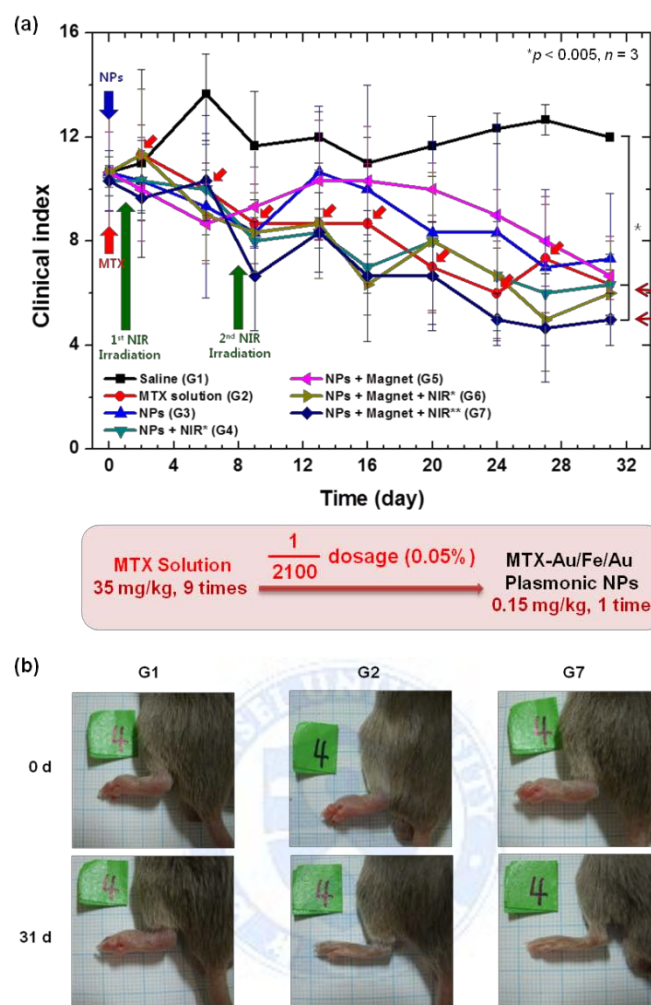 (a)
16
12
8
4
0
Clinical index
*p < 0.005, n = 3
NPs
MTX
1st NIR
Irradiation
2nd NIR
Irradiation
*
Saline (G1)
MTX solution (G2)
NPs (G3)
NPs + NIR* (G4)
NPs + Magnet (G5)
NPs + Magnet + NIR* (G6)
NPs + Magnet + NIR** (G7)
0 4 8 12 16 20 24 28 32
Time (day)
MTX Solution
35 mg/kg, 9 times
1
2100
dosage (0.05%)
MTX-Au/Fe/Au
Plasmonic NPs
0.15 mg/kg, 1 time
(b)
G1 G2 G7
0 d
4 4 4
31 d
4 4 4